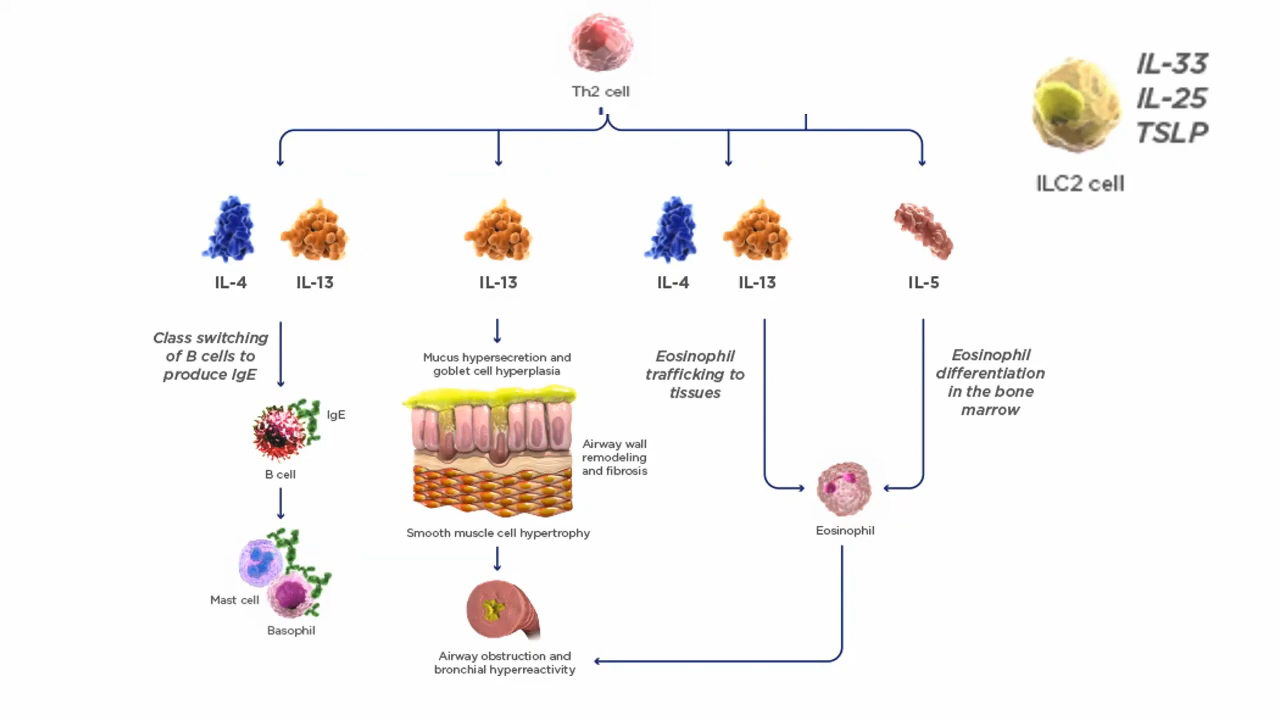 Th2 cell
IL-33
IL-25
TSLP
ILC2 cell
IL-4
IL-13
IL-13
IL-4
IL-13
IL-5
Class switching
of B cells to
produce IgE
IgE
B cell
Mast cell
Basophil
Mucus hypersecretion and
goblet cell hyperplasia
Airway wall
remodeling
and fibrosis
Smooth muscle cell hypertrophy
Airway obstruction and
bronchial hyperreactivity
Eosinophil
trafficking to
tissues
Eosinophil
differentiation
in the bone
marrow
Eosinophil